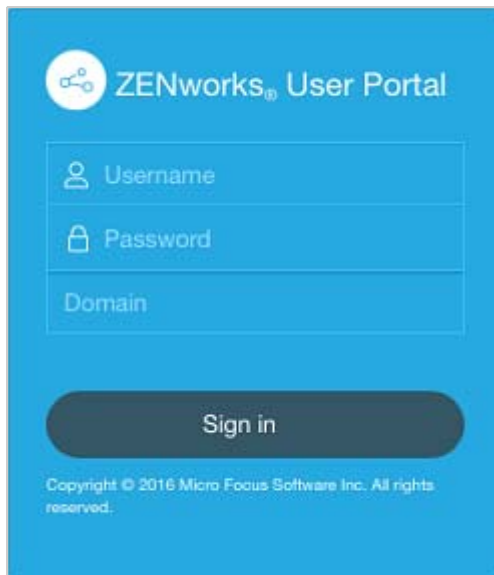 ZENworks® User Portal
Username
Password
Domain
Sign in
Copyright © 2016 Micro Focus Software Inc. All rights
reserved.